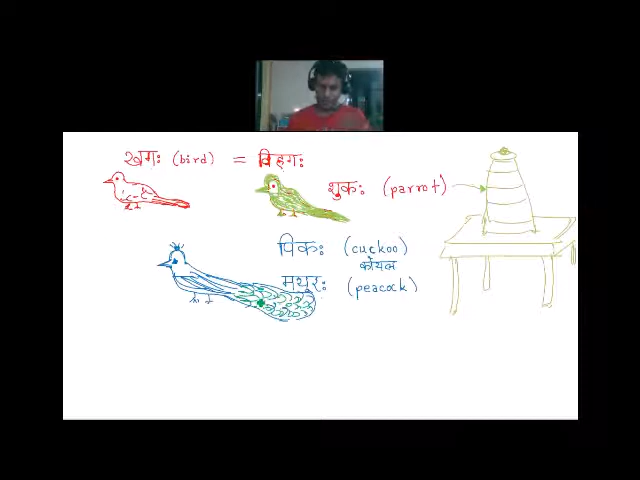 खगः (bird) = विहगः
शुकः (parrot)
पिकः (cuckoo)
कोयल
मयूरः (peacock)